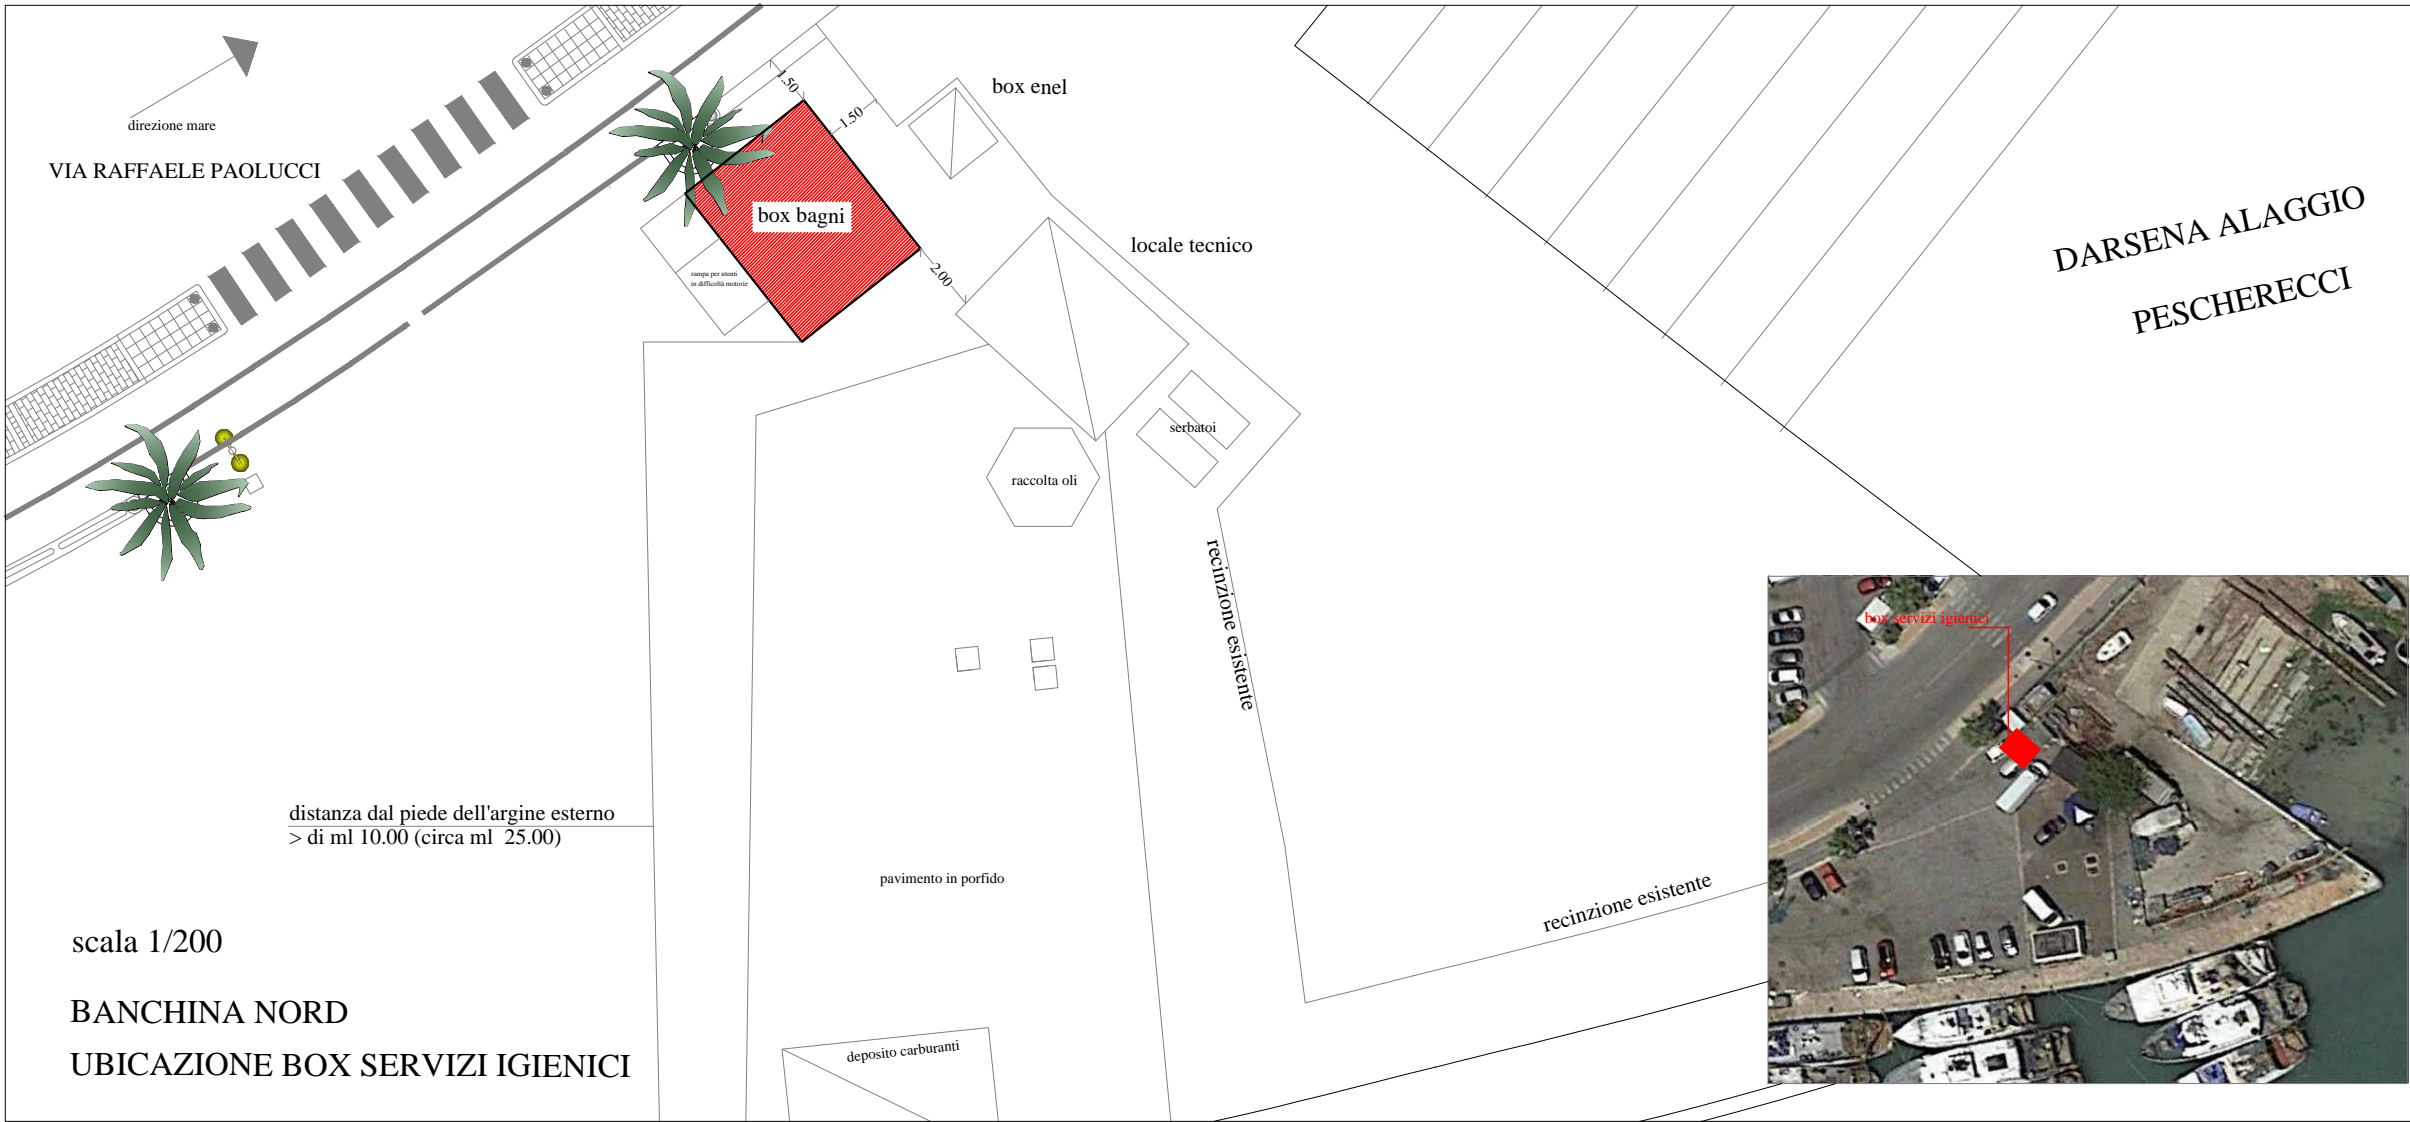 direzione mare
VIA RAFFAELE PAOLUCCI
1.50
1.50
box enel
box bagni
locale tecnico
2.00
rampa per utenti
in difficoltà motorie
DARSENA ALAGGIO
PESCHERECCI
serbatoi
raccolta oli
recinzione esistente
box servizi igienici
distanza dal piede dell'argine esterno
> di ml 10.00 (circa ml 25.00)
pavimento in porfido
recinzione esistente
scala 1/200
BANCHINA NORD
UBICAZIONE BOX SERVIZI IGIENICI
deposito carburanti